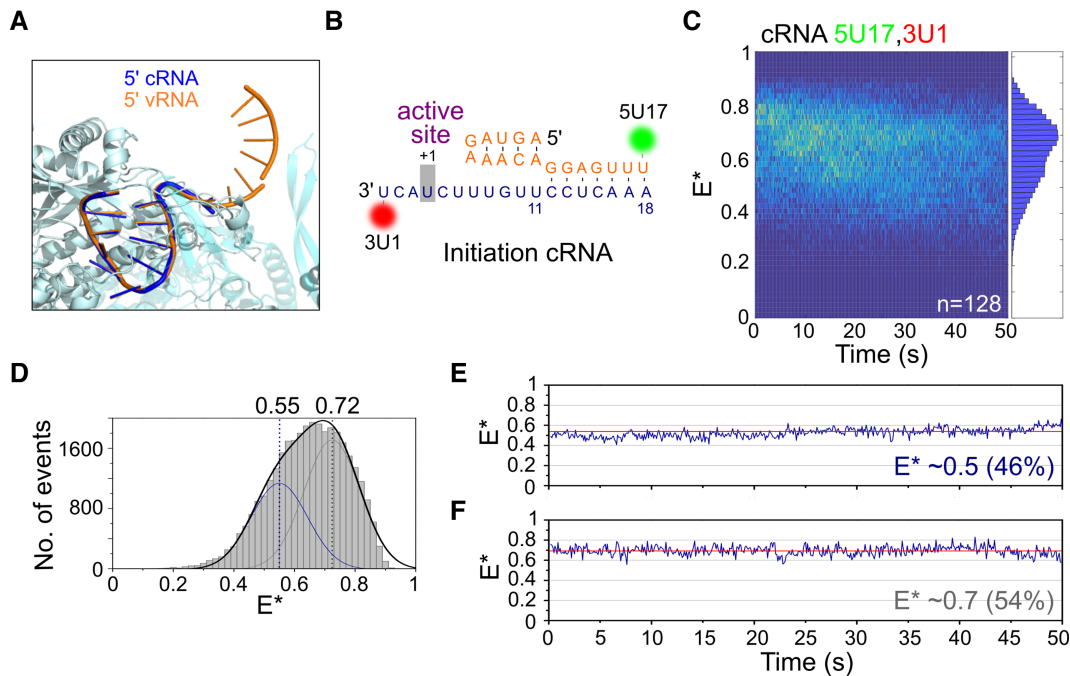 A
5' cRNA
5' vRNA
B
active
site
+1
5U17
G A U G A 5'
A A A C A
G G A G U U U
3' U C A U C U U U G U U C C U C A A A
11 18
3U1
Initiation cRNA
C
cRNA 5U17,3U1
E*
1
0.8
0.6
0.4
0.2
0
n=128
0 10 20 30 40 50
Time (s)
D
0.55 0.72
No. of events
1600
800
0
0 0.2 0.4 0.6 0.8 1
E*
E
E*
1
0.8
0.6
0.4
0.2
0
E* ~0.5 (46%)
F
E*
1
0.8
0.6
0.4
0.2
0
E* ~0.7 (54%)
0 5 10 15 20 25 30 35 40 45 50
Time (s)